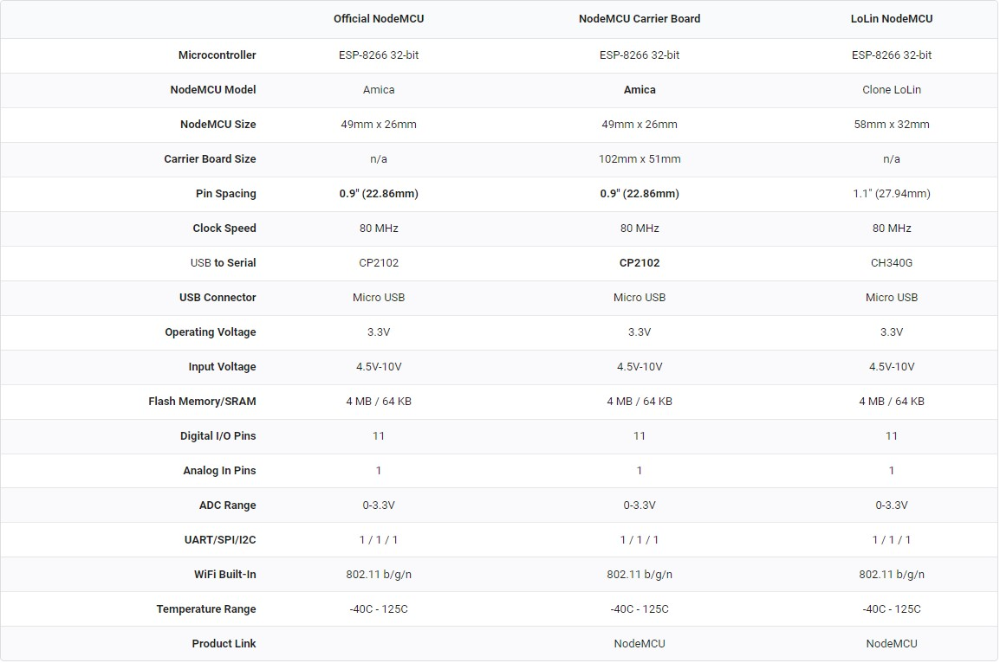 Official NodeMCU NodeMCU Carrier Board LoLin NodeMCU
Microcontroller ESP-8266 32-bit ESP-8266 32-bit ESP-8266 32-bit
NodeMCU Model Amica Amica Clone LoLin
NodeMCU Size 49mm x 26mm 49mm x 26mm 58mm x 32mm
Carrier Board Size n/a 102mm x 51mm n/a
Pin Spacing 0.9" (22.86mm) 0.9" (22.86mm) 1.1" (27.94mm)
Clock Speed 80 MHz 80 MHz 80 MHz
USB to Serial CP2102 CP2102 CH340G
USB Connector Micro USB Micro USB Micro USB
Operating Voltage 3.3V 3.3V 3.3V
Input Voltage 4.5V-10V 4.5V-10V 4.5V-10V
Flash Memory/SRAM 4 MB / 64 KB 4 MB / 64 KB 4 MB / 64 KB
Digital I/O Pins 11 11 11
Analog In Pins 1 1 1
ADC Range 0-3.3V 0-3.3V 0-3.3V
UART/SPI/I2C 1 / 1 / 1 1 / 1 / 1 1 / 1 / 1
WiFi Built-In 802.11 b/g/n 802.11 b/g/n 802.11 b/g/n
Temperature Range -40C - 125C -40C - 125C -40C - 125C
Product Link NodeMCU NodeMCU